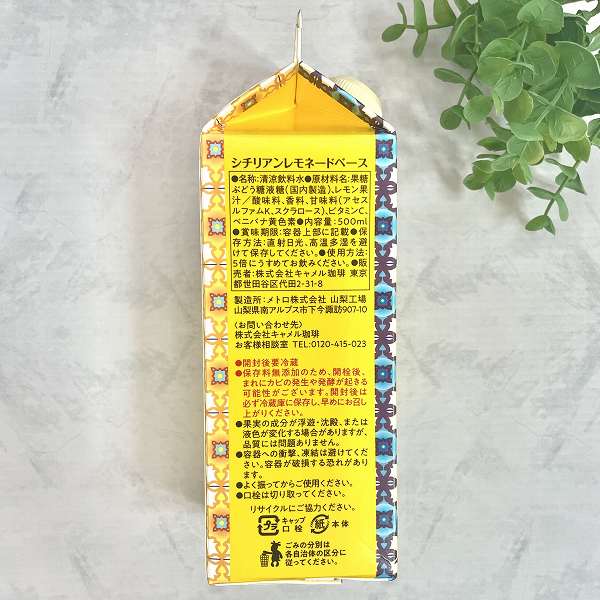 シチリアンレモネードベース
●名称:清涼飲料水●原材料名:果糖
ぶどう糖液糖(国内製造)、レモン果
汁/酸味料、香料、甘味料(アセス
ルファムK、スクラロース)、ビタミンC、
ベニバナ黄色素●内容量:500ml
●賞味期限:容器上部に記載●保
存方法:直射日光、高温多湿を避
けて保存してください。●使用方法:
5倍にうすめてお飲みください。●販
売者:株式会社キャメル珈琲 東京
都世田谷区代田2-31-8
製造所:メトロ株式会社 山梨工場
山梨県南アルプス市下今諏訪907-10
〈お問い合わせ先〉
株式会社キャメル珈琲
お客様相談室 TEL:0120-415-023
●開封後要冷蔵
●保存料無添加のため、開栓後、
まれにカビの発生や発酵が起きる
可能性がございます。開封後は
必ず冷蔵庫に保存し、早めにお召し
上がりください。
●果実の成分が浮遊・沈殿、または
液色が変化する場合がありますが、
品質には問題ありません。
●容器への衝撃、凍結は避けてくだ
さい。容器が破損する恐れがありま
す。
●よく振ってからご使用ください。
●口栓は切り取ってください。
リサイクルにご協力ください。
プラ キャップ 口栓 紙 本体
ごみの分別は
各自治体の区分に
従ってください。